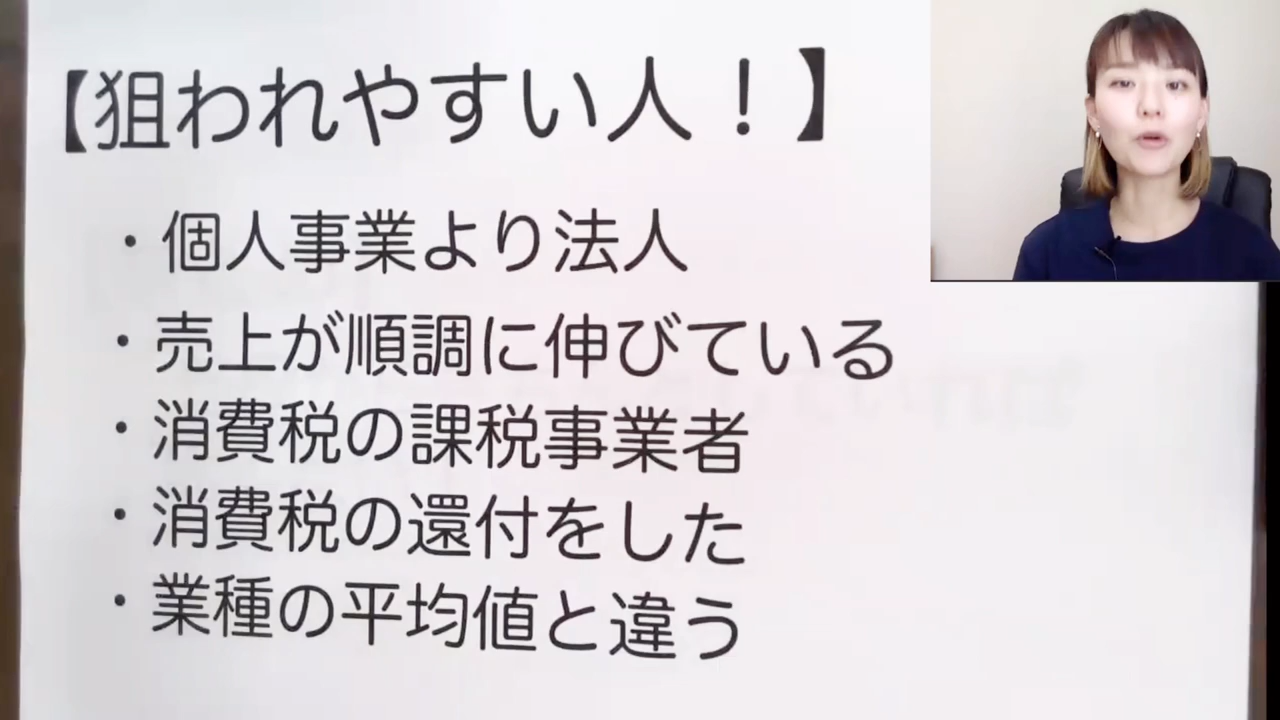 【狙われやすい人！】
・個人事業より法人
・売上が順調に伸びている
・消費税の課税事業者
・消費税の還付をした
・業種の平均値と違う